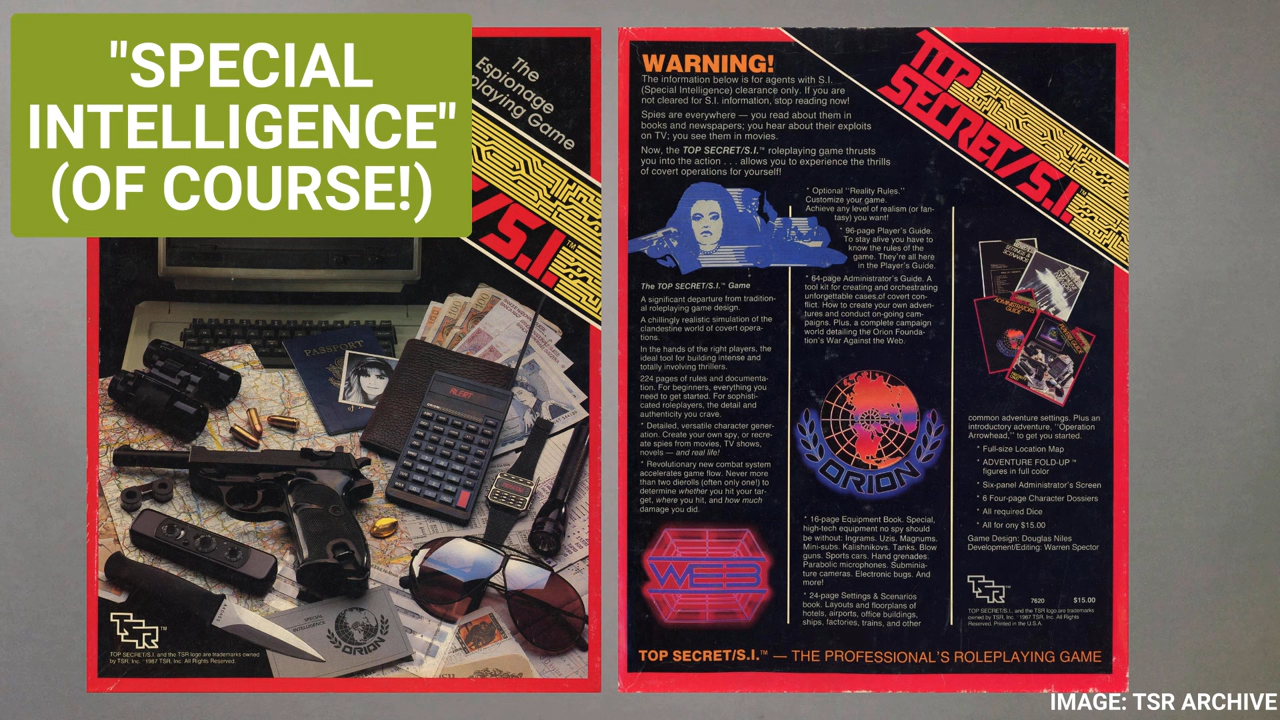 "SPECIAL
INTELLIGENCE"
(OF COURSE!)
The
Espionage
playing Game
T/S.I.™
PASSPORT
ALERT
ORION
TSR™
TOP SECRET/S.I. and the TSR logo are trademarks owned
by TSR, Inc. ©1987 TSR, Inc. All Rights Reserved.
TOP
SECRET/S.I.™
WARNING!
The information below is for agents with S.I.
(Special Intelligence) clearance only. If you are
not cleared for S.I. information, stop reading now!
Spies are everywhere — you read about them in
books and newspapers; you hear about their exploits
on TV; you see them in movies.
Now, the TOP SECRET/S.I.™ roleplaying game thrusts
you into the action . . . allows you to experience the thrills
of covert operations for yourself!
The TOP SECRET/S.I.™ Game
A significant departure from tradition-
al roleplaying game design.
A chillingly realistic simulation of the
clandestine world of covert opera-
tions.
In the hands of the right players, the
ideal tool for building intense and
totally involving thrillers.
224 pages of rules and documenta-
tion. For beginners, everything you
need to get started. For sophisti-
cated roleplayers, the detail and
authenticity you crave.
* Detailed, versatile character gener-
ation. Create your own spy, or recre-
ate spies from movies, TV shows,
novels — and real life!
* Revolutionary new combat system
accelerates game flow. Never more
than two dierolls (often only one!) to
determine whether you hit your tar-
get, where you hit, and how much
damage you did.
WEB
* Optional "Reality Rules."
Customize your game.
Achieve any level of realism (or fan-
tasy) you want!
* 96-page Player's Guide.
To stay alive you have to
know the rules of the
game. They're all here
in the Player's Guide.
* 64-page Administrator's Guide. A
tool kit for creating and orchestrating
unforgettable cases of covert con-
flict. How to create your own adven-
tures and conduct on-going cam-
paigns. Plus, a complete campaign
world detailing the Orion Founda-
tion's War Against the Web.
ORION
* 16-page Equipment Book. Special,
high-tech equipment no spy should
be without: Ingrams. Uzis. Magnums.
Mini-subs. Kalishnikovs. Tanks. Blow
guns. Sports cars. Hand grenades.
Parabolic microphones. Subminia-
ture cameras. Electronic bugs. And
more!
* 24-page Settings & Scenarios
book. Layouts and floorplans of
hotels, airports, office buildings,
ships, factories, trains, and other
ADMINISTRATOR'S
GUIDE
common adventure settings. Plus an
introductory adventure, "Operation
Arrowhead," to get you started.
* Full-size Location Map
* ADVENTURE FOLD-UP™
figures in full color
* Six-panel Administrator's Screen
* 6 Four-page Character Dossiers
* All required Dice
* All for ony $15.00
Game Design: Douglas Niles
Development/Editing: Warren Spector
TSR™
7620 $15.00
TOP SECRET/S.I. and the TSR logo are trademarks
owned by TSR, Inc. ©1987 TSR, Inc. All Rights
Reserved. Printed in the U.S.A.
TOP SECRET/S.I.™ — THE PROFESSIONAL'S ROLEPLAYING GAME
IMAGE: TSR ARCHIVE